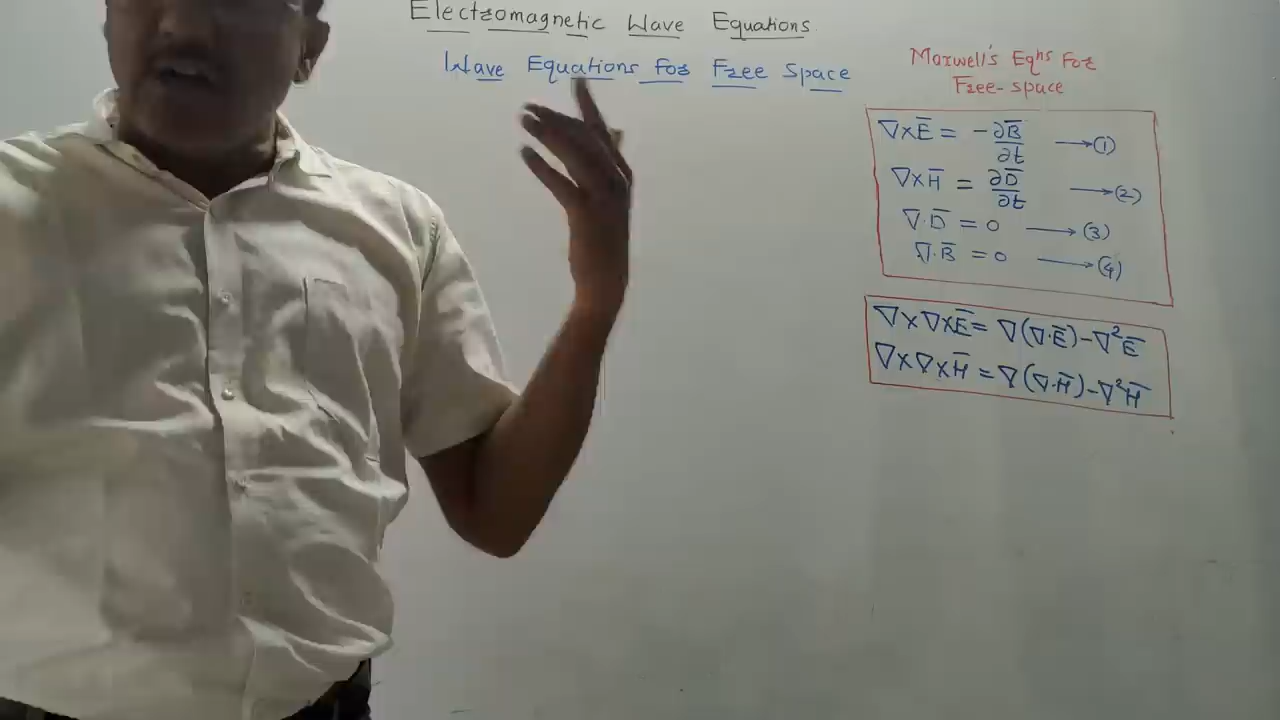 Electromagnetic Wave Equations
Wave Equations for Free Space
Maxwell's Eqns For
Free-space
∇×E̅ = -∂B̅/∂t → (1)
∇×H̅ = ∂D̅/∂t → (2)
∇·D̅ = 0 → (3)
∇·B̅ = 0 → (4)
∇×∇×E̅ = ∇(∇·E̅) - ∇²E̅
∇×∇×H̅ = ∇(∇·H̅) - ∇²H̅